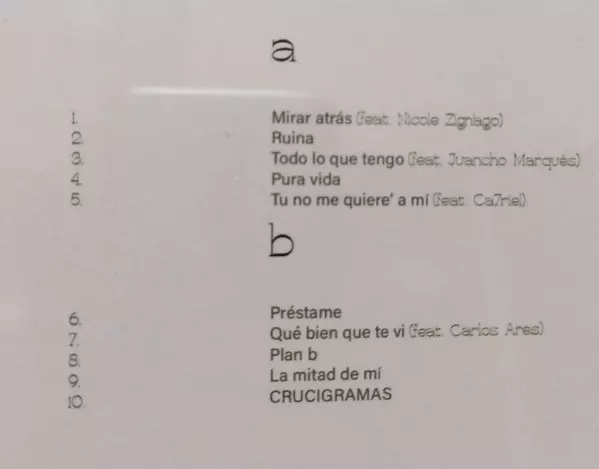 a
1. Mirar atrás (feat. Nicole Zignago)
2. Ruina
3. Todo lo que tengo (feat. Juancho Marqués)
4. Pura vida
5. Tu no me quiere' a mi (feat. Ca7riel)
b
6. Préstame
7. Qué bien que te vi (feat. Carlos Ares)
8. Plan b
9. La mitad de mí
10. CRUCIGRAMAS